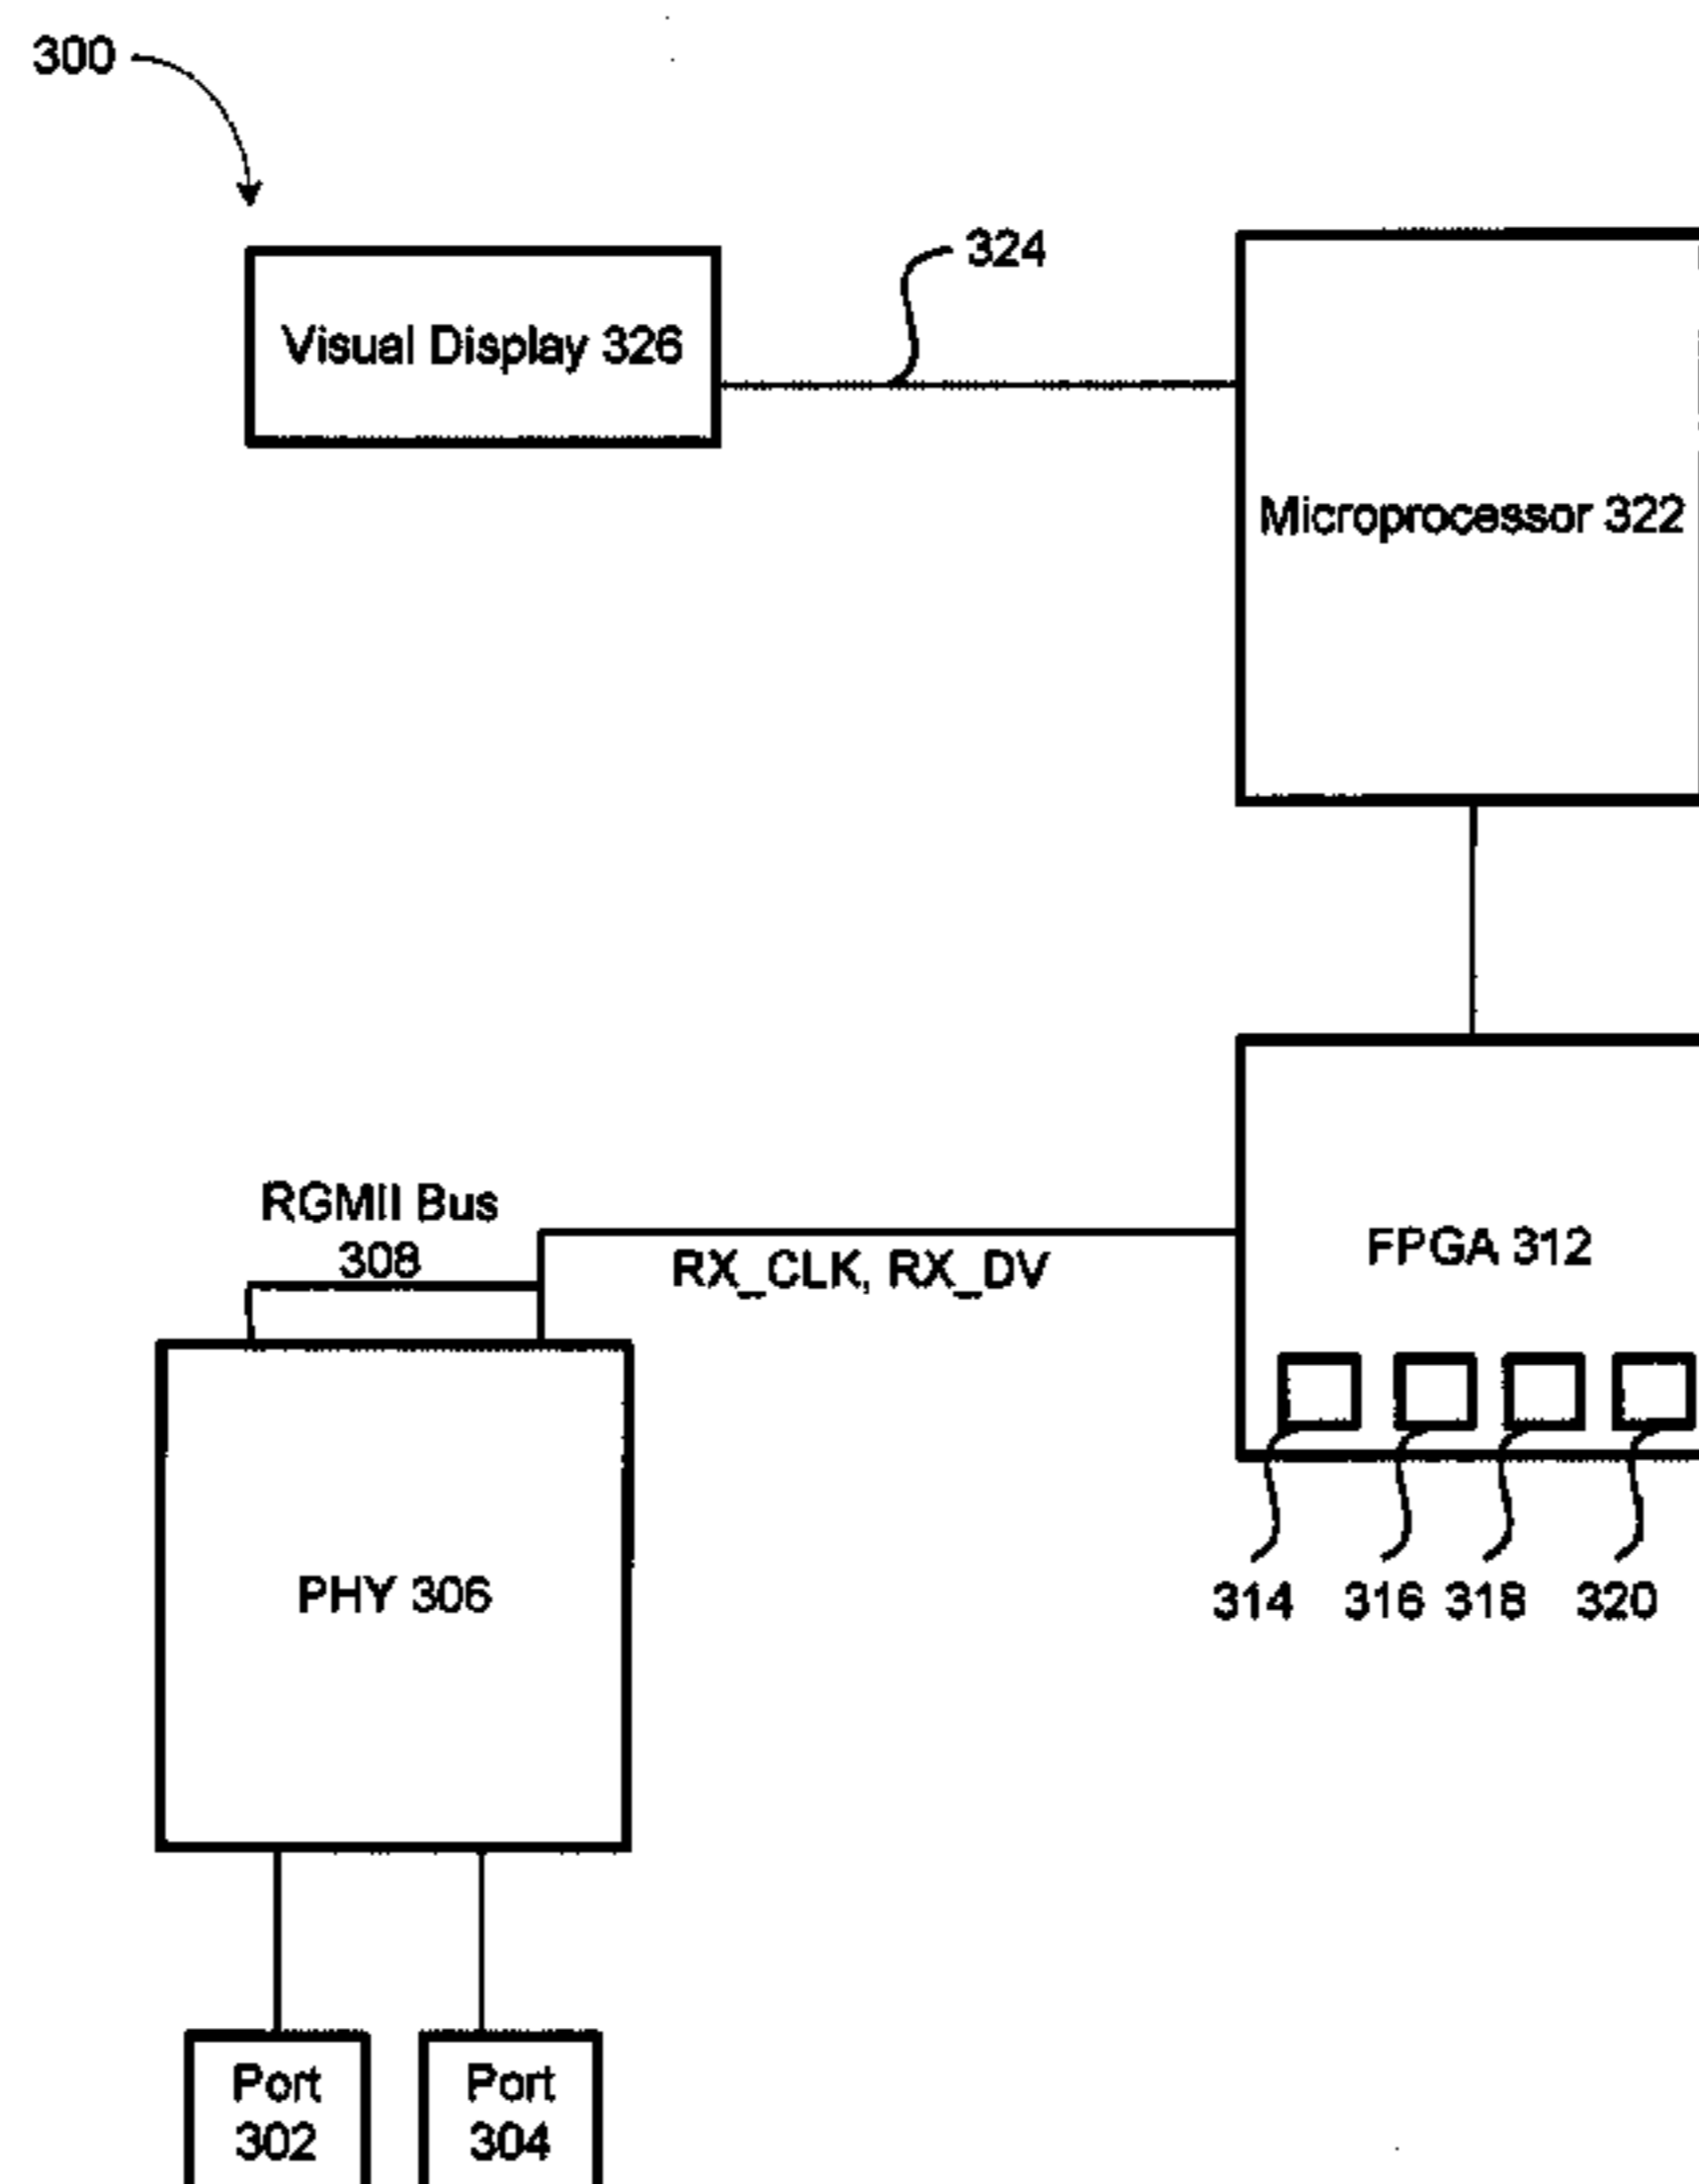 300
324
Visual Display 326
Microprocessor 322
RGMII Bus
308
RX_CLK, RX_DV
FPGA 312
314
316
318
320
PHY 306
Port
302
Port
304